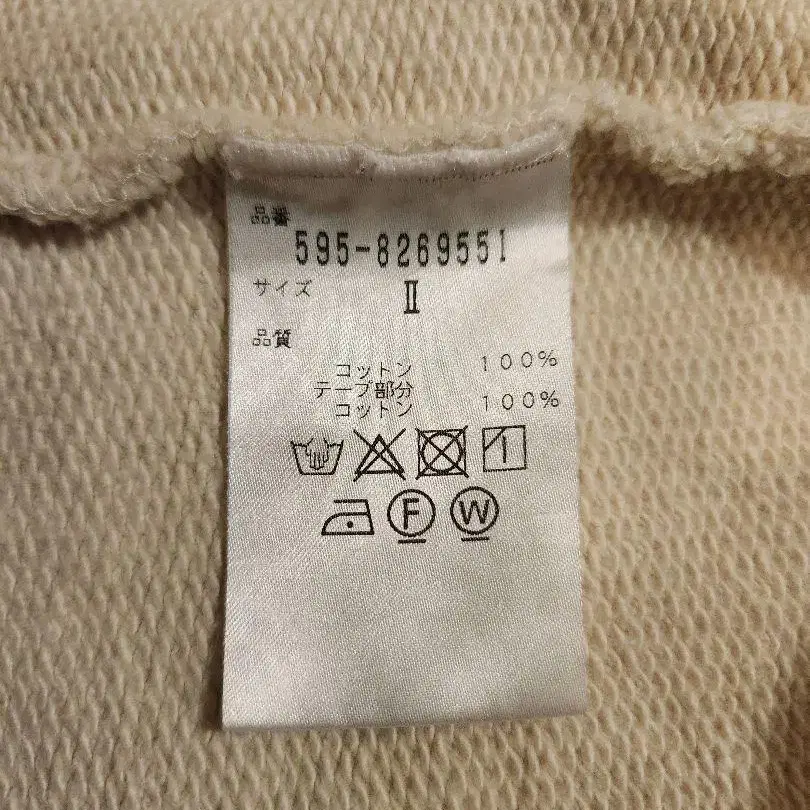 品番
595-8269551
サイズ Ⅱ
品質
コットン 100%
テープ部分
コットン 100%
F W